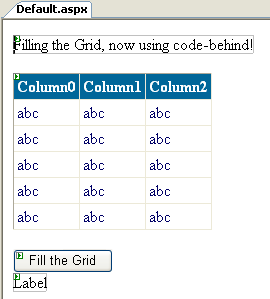 Default.aspx
Filling the Grid, now using code-behind!
Column0 Column1 Column2
abc abc abc
abc abc abc
abc abc abc
abc abc abc
abc abc abc
Fill the Grid
Label